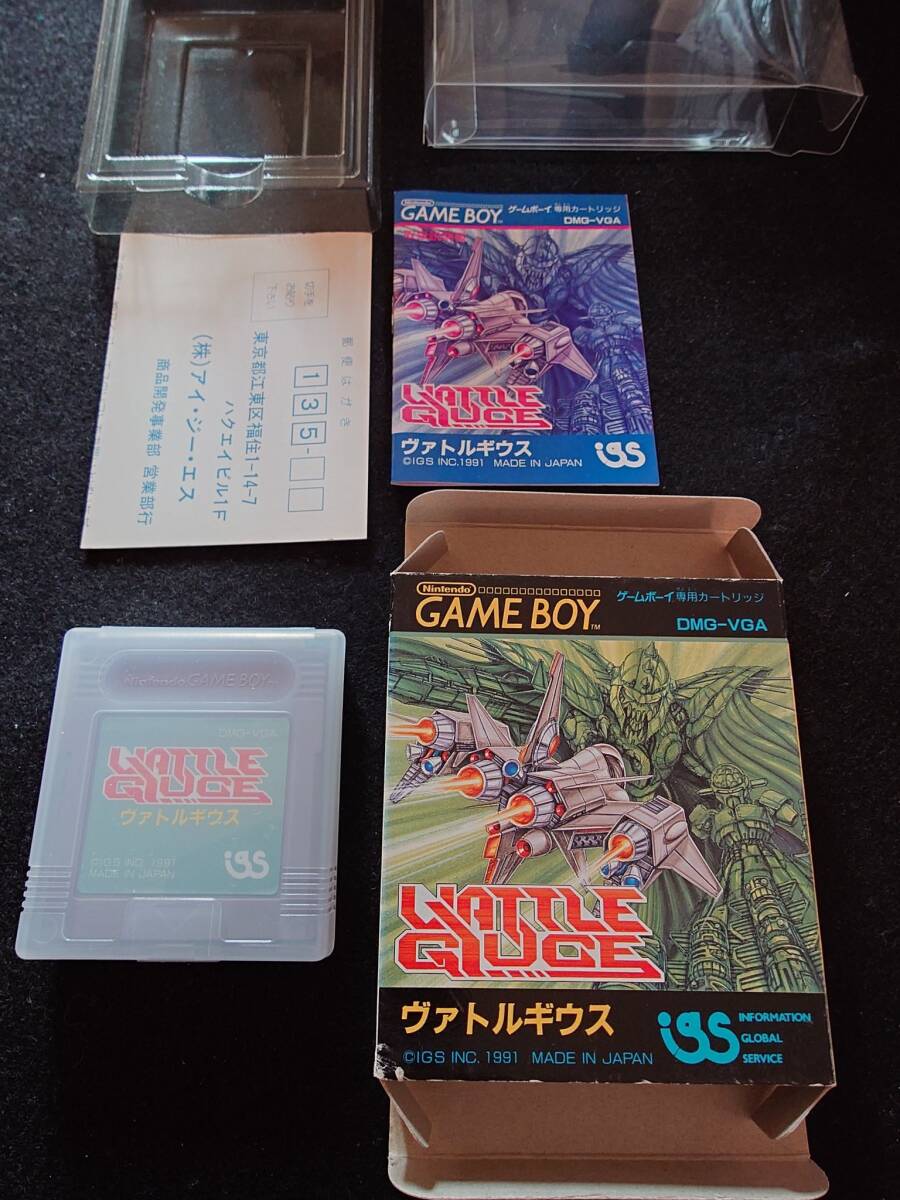 切手を
お貼り
下さい
郵便はがき
135-
東京都江東区福住1-14-7
ハクエイビル1F
(株)アイ・ジー・エス
商品開発事業部 営業部行
Nintendo
GAME BOY
ゲームボーイ専用カートリッジ
DMG-VGA
VATTLE
GIUCE
ヴァトルギウス
©IGS INC.1991 MADE IN JAPAN
igs
Nintendo GAME BOY
DMG-VGA
VATTLE
GIUCE
ヴァトルギウス
©IGS INC. 1991
MADE IN JAPAN
igs
Nintendo
GAME BOY
TM
ゲームボーイ専用カートリッジ
DMG-VGA
VATTLE
GIUCE
ヴァトルギウス
©IGS INC. 1991 MADE IN JAPAN
igs
INFORMATION
GLOBAL
SERVICE